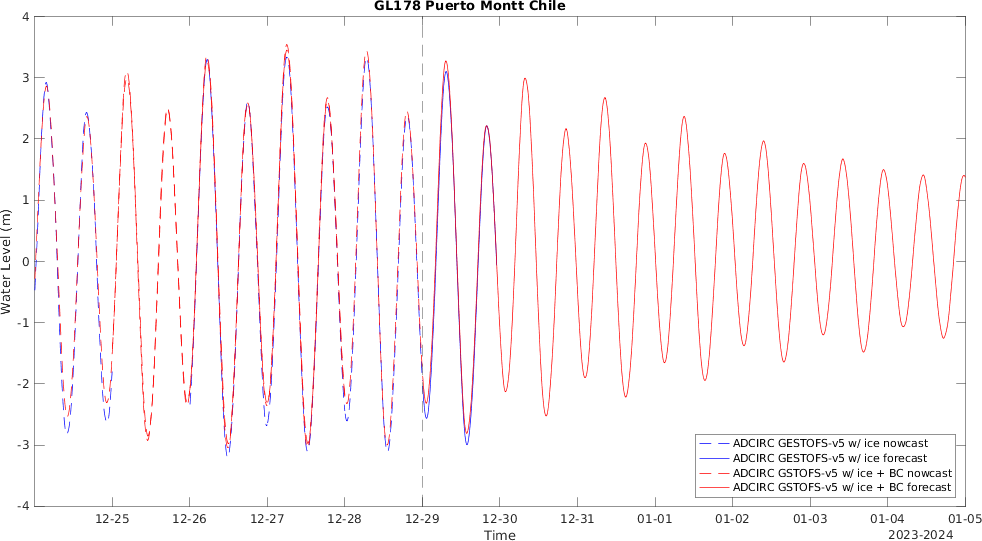 GL178 Puerto Montt Chile
4
3
2
1
0
-1
-2
-3
-4
Water Level (m)
12-25 12-26 12-27 12-28 12-29 12-30 12-31 01-01 01-02 01-03 01-04 01-05
Time
2023-2024
ADCIRC GESTOFS-v5 w/ ice nowcast
ADCIRC GESTOFS-v5 w/ ice forecast
ADCIRC GSTOFS-v5 w/ ice + BC nowcast
ADCIRC GSTOFS-v5 w/ ice + BC forecast